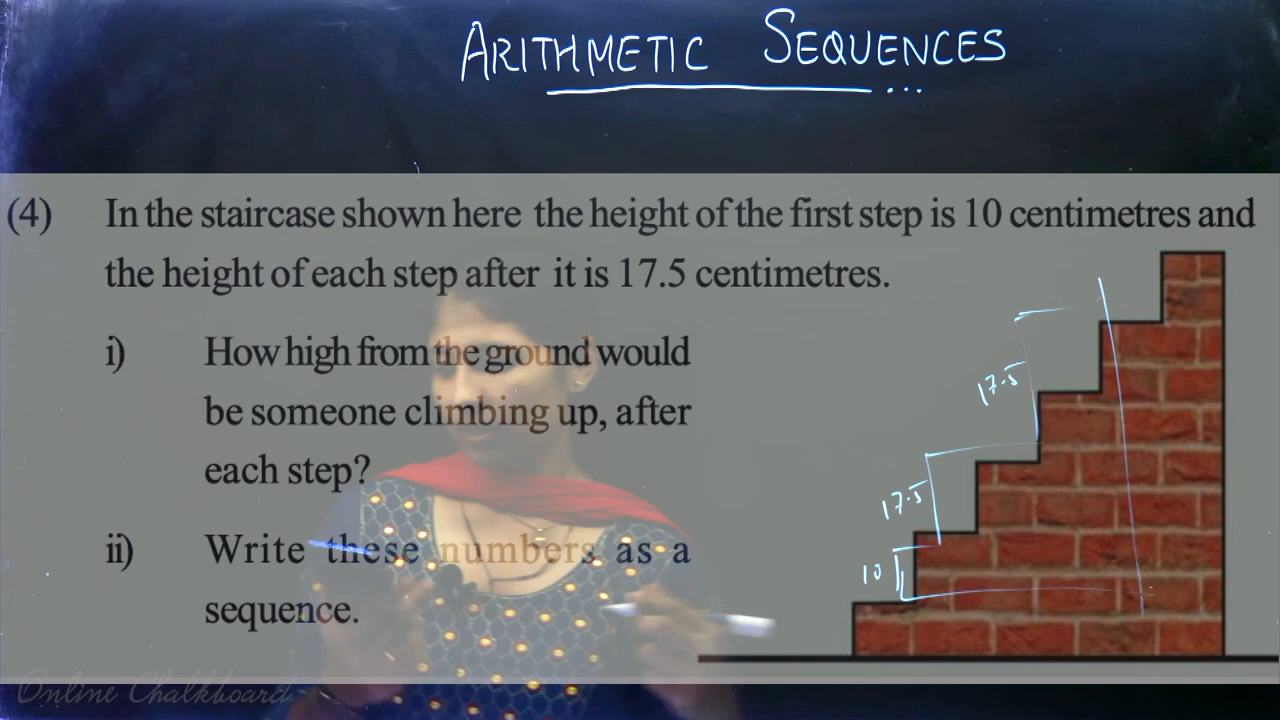 ARITHMETIC SEQUENCES ...
(4) In the staircase shown here the height of the first step is 10 centimetres and
the height of each step after it is 17.5 centimetres.
i) How high from the ground would
be someone climbing up, after
each step?
ii) Write these numbers as a
sequence.
17.5
17.5
10
Online Chalkboard